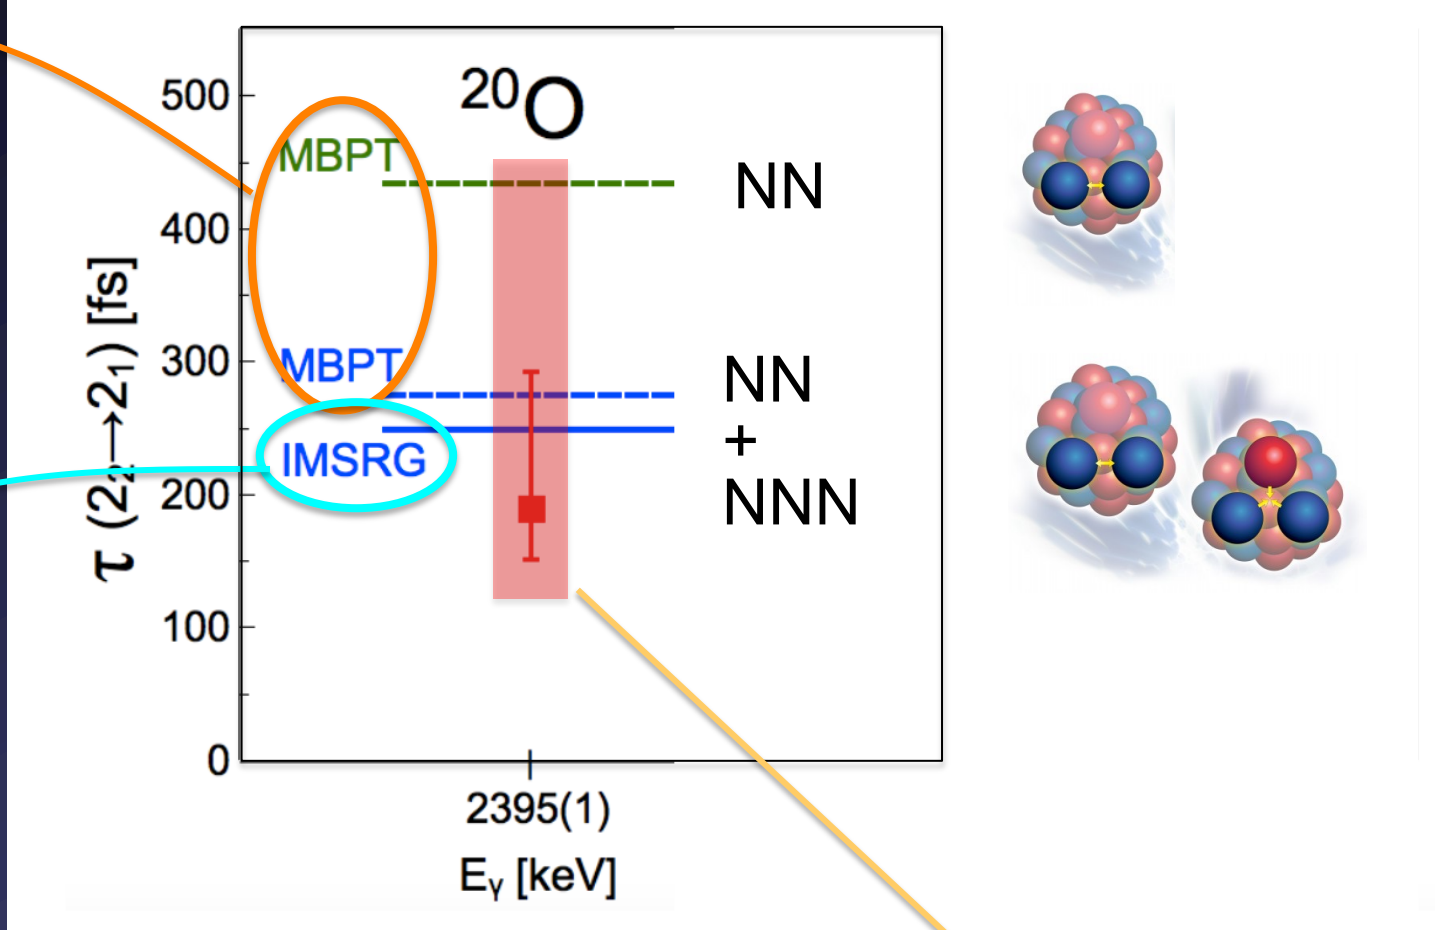 500
400
300
200
100
0
τ (2₂→2₁) [fs]
²⁰O
MBPT
MBPT
IMSRG
NN
NN
+
NNN
2395(1)
Eᵧ [keV]